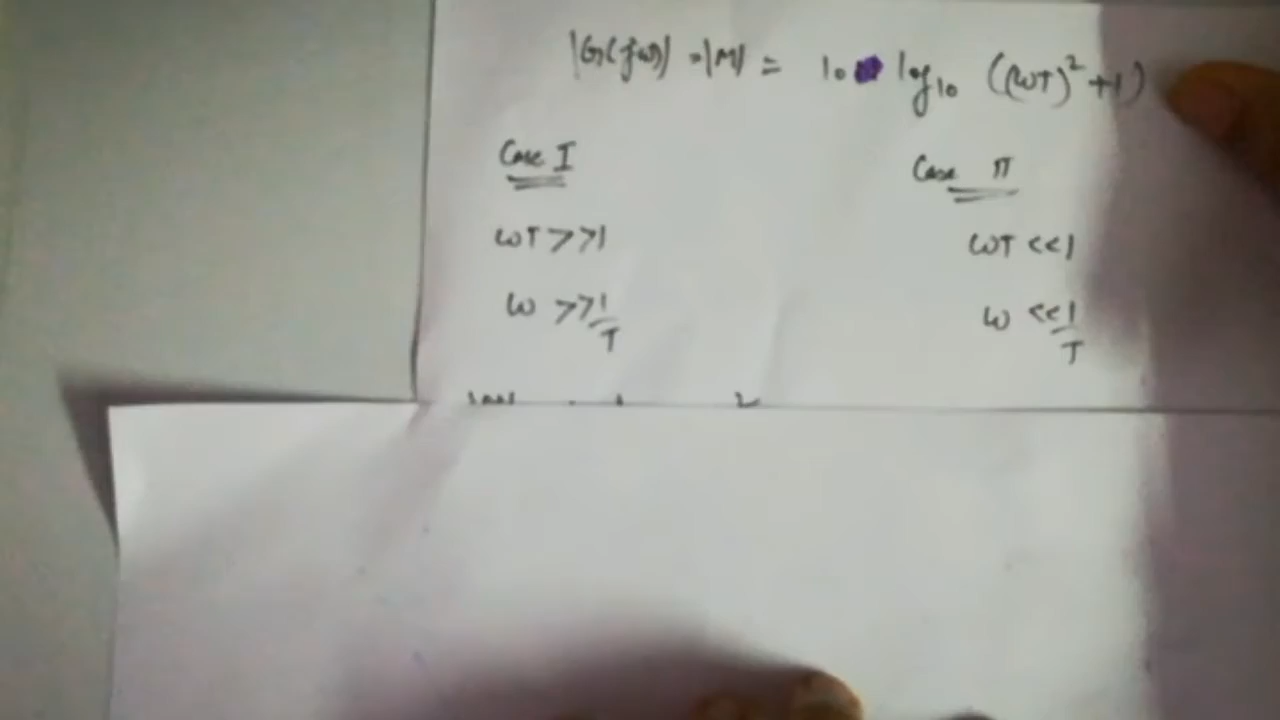 |G(jω)| = |M| = 10 log10 ((ωT)² + 1)
Case I
Case II
ωT >>1
ωT <<1
ω >>1/T
ω <<1/T